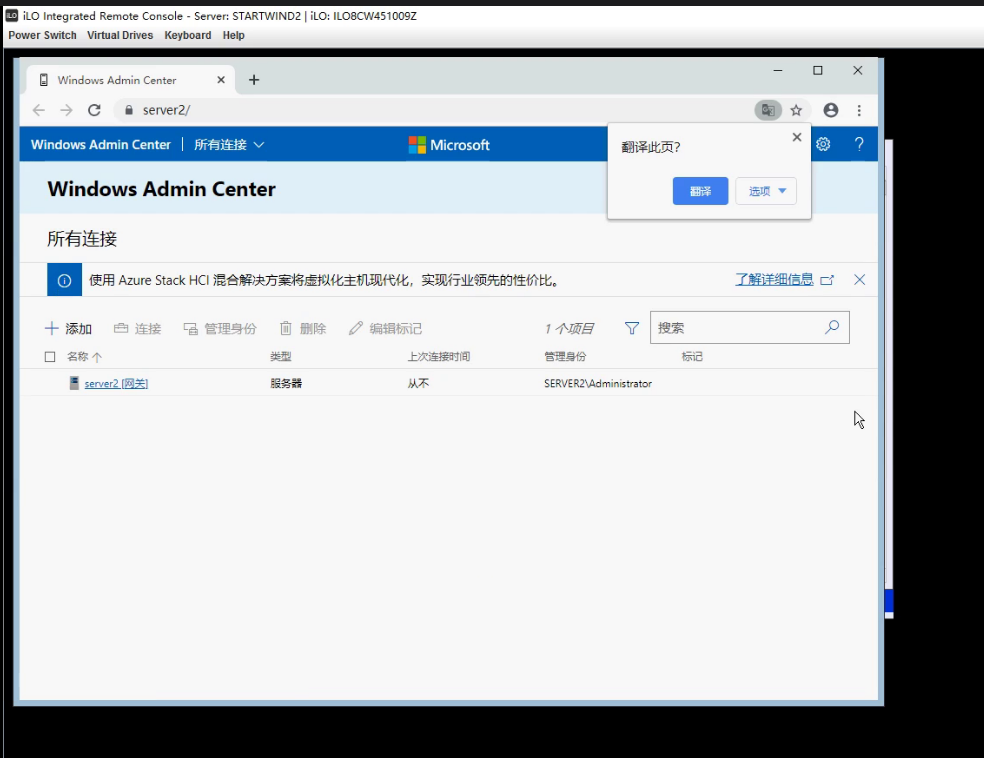 iLO Integrated Remote Console - Server: STARTWIND2 | iLO: ILO8CW451009Z
Power Switch Virtual Drives Keyboard Help
Windows Admin Center
server2/
Windows Admin Center 所有连接 Microsoft
翻译此页?
翻译 选项
Windows Admin Center
所有连接
使用 Azure Stack HCI 混合解决方案将虚拟化主机现代化，实现行业领先的性价比。 了解详细信息
添加 连接 管理身份 删除 编辑标记 1 个项目 搜索
名称 类型 上次连接时间 管理身份 标记
server2 [网关] 服务器 从不 SERVER2\Administrator